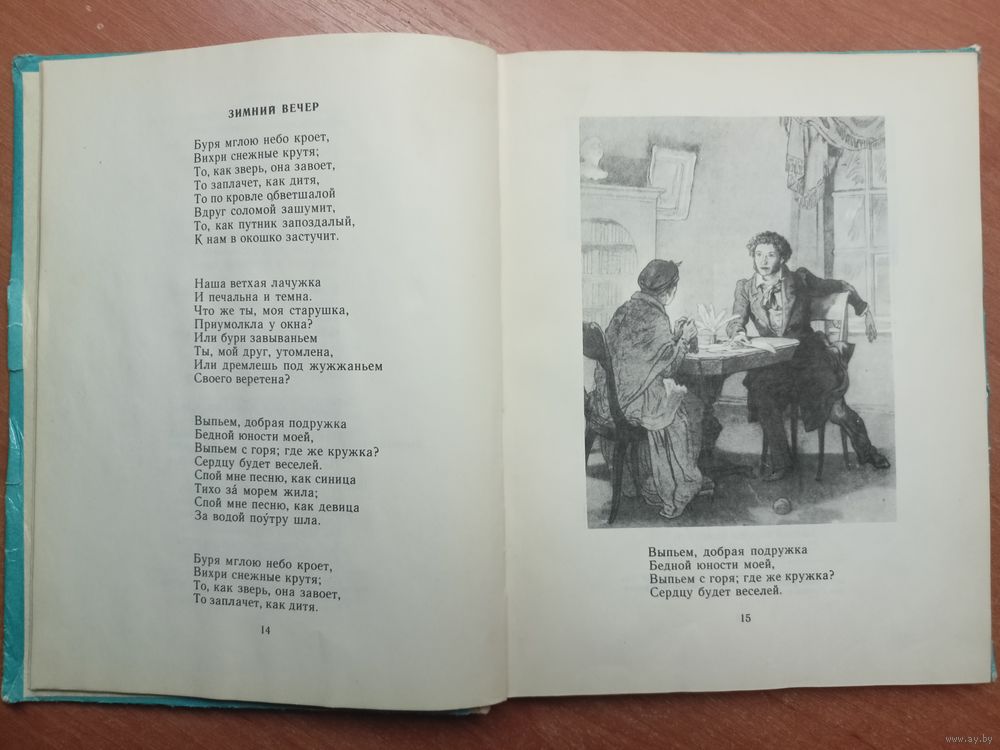 ЗИМНИЙ ВЕЧЕР
Буря мглою небо кроет,
Вихри снежные крутя;
То, как зверь, она завоет,
То заплачет, как дитя,
То по кровле обветшалой
Вдруг соломой зашумит,
То, как путник запоздалый,
К нам в окошко застучит.
Наша ветхая лачужка
И печальна и темна.
Что же ты, моя старушка,
Приумолкла у окна?
Или бури завываньем
Ты, мой друг, утомлена,
Или дремлешь под жужжаньем
Своего веретена?
Выпьем, добрая подружка
Бедной юности моей,
Выпьем с горя; где же кружка?
Сердцу будет веселей.
Спой мне песню, как синица
Тихо за́ морем жила;
Спой мне песню, как девица
За водой поу́тру шла.
Буря мглою небо кроет,
Вихри снежные крутя;
То, как зверь, она завоет,
То заплачет, как дитя.
14
Выпьем, добрая подружка
Бедной юности моей,
Выпьем с горя; где же кружка?
Сердцу будет веселей.
15
www.ay.by